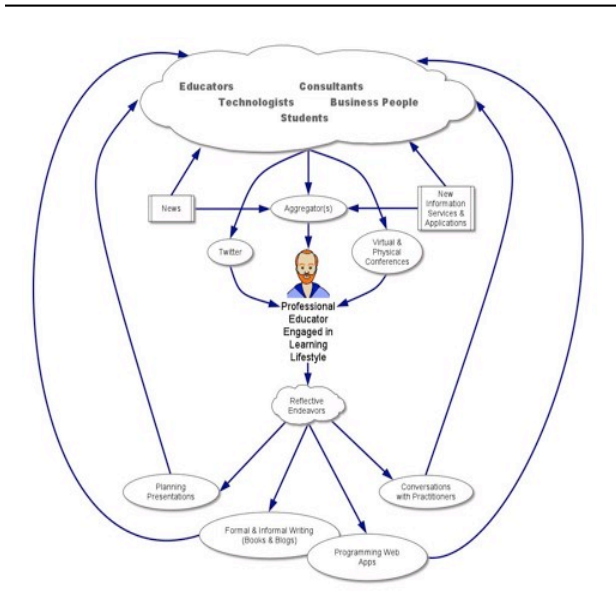 Educators Consultants
Technologists Business People
Students
News
Aggregator(s)
New
Information
Services &
Applications
Twitter
Virtual &
Physical
Conferences
Professional
Educator
Engaged in
Learning
Lifestyle
Reflective
Endeavors
Planning
Presentations
Conversations
with Practitioners
Formal & Informal Writing
(Books & Blogs)
Programming Web
Apps